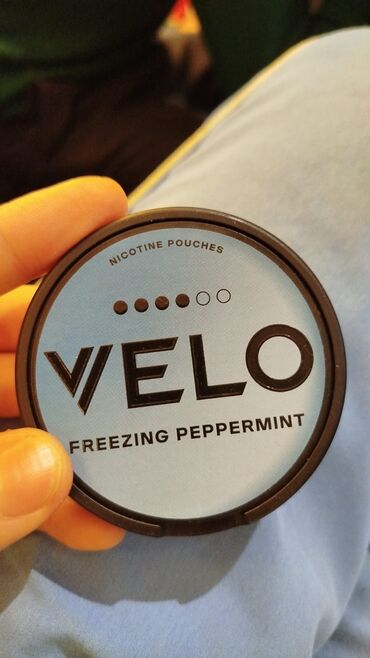 NICOTINE POUCHES
VELO
FREEZING PEPPERMINT